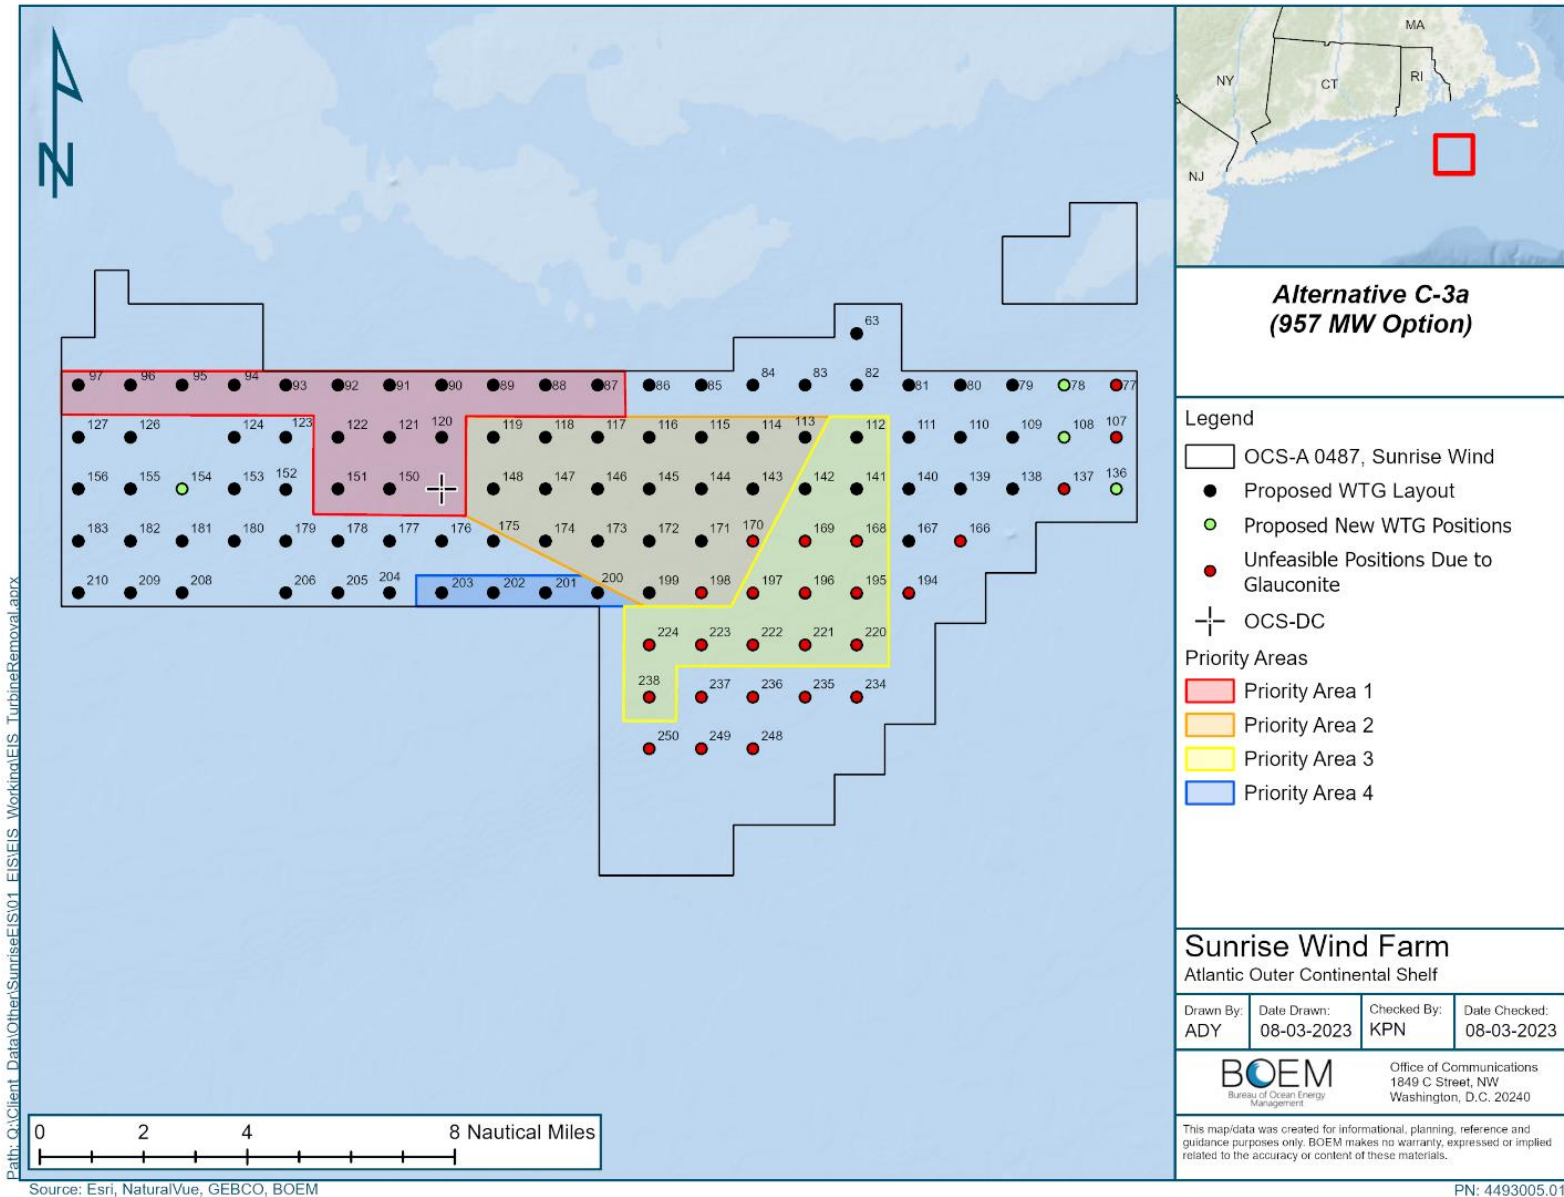 N
63
97 96 95 94 93 92 91 90 89 88 87 86 85 84 83 82 81 80 79 78 77
127 126 124 123 122 121 120 119 118 117 116 115 114 113 112 111 110 109 108 107
156 155 154 153 152 151 150 148 147 146 145 144 143 142 141 140 139 138 137 136
183 182 181 180 179 178 177 176 175 174 173 172 171 170 169 168 167 166
210 209 208 206 205 204 203 202 201 200 199 198 197 196 195 194
224 223 222 221 220
238 237 236 235 234
250 249 248
0 2 4 8 Nautical Miles
Path: Q:\Client_Data\Other\SunriseEIS\01_EIS\EIS_Working\EIS_TurbineRemoval.aprx
Source: Esri, NaturalVue, GEBCO, BOEM
MA
NY
CT
RI
NJ
Alternative C-3a
(957 MW Option)
Legend
OCS-A 0487, Sunrise Wind
Proposed WTG Layout
Proposed New WTG Positions
Unfeasible Positions Due to
Glauconite
OCS-DC
Priority Areas
Priority Area 1
Priority Area 2
Priority Area 3
Priority Area 4
Sunrise Wind Farm
Atlantic Outer Continental Shelf
Drawn By: Date Drawn: Checked By: Date Checked:
ADY 08-03-2023 KPN 08-03-2023
BOEM
Bureau of Ocean Energy
Management
Office of Communications
1849 C Street, NW
Washington, D.C. 20240
This map/data was created for informational, planning, reference and
guidance purposes only. BOEM makes no warranty, expressed or implied
related to the accuracy or content of these materials.
PN: 4493005.01